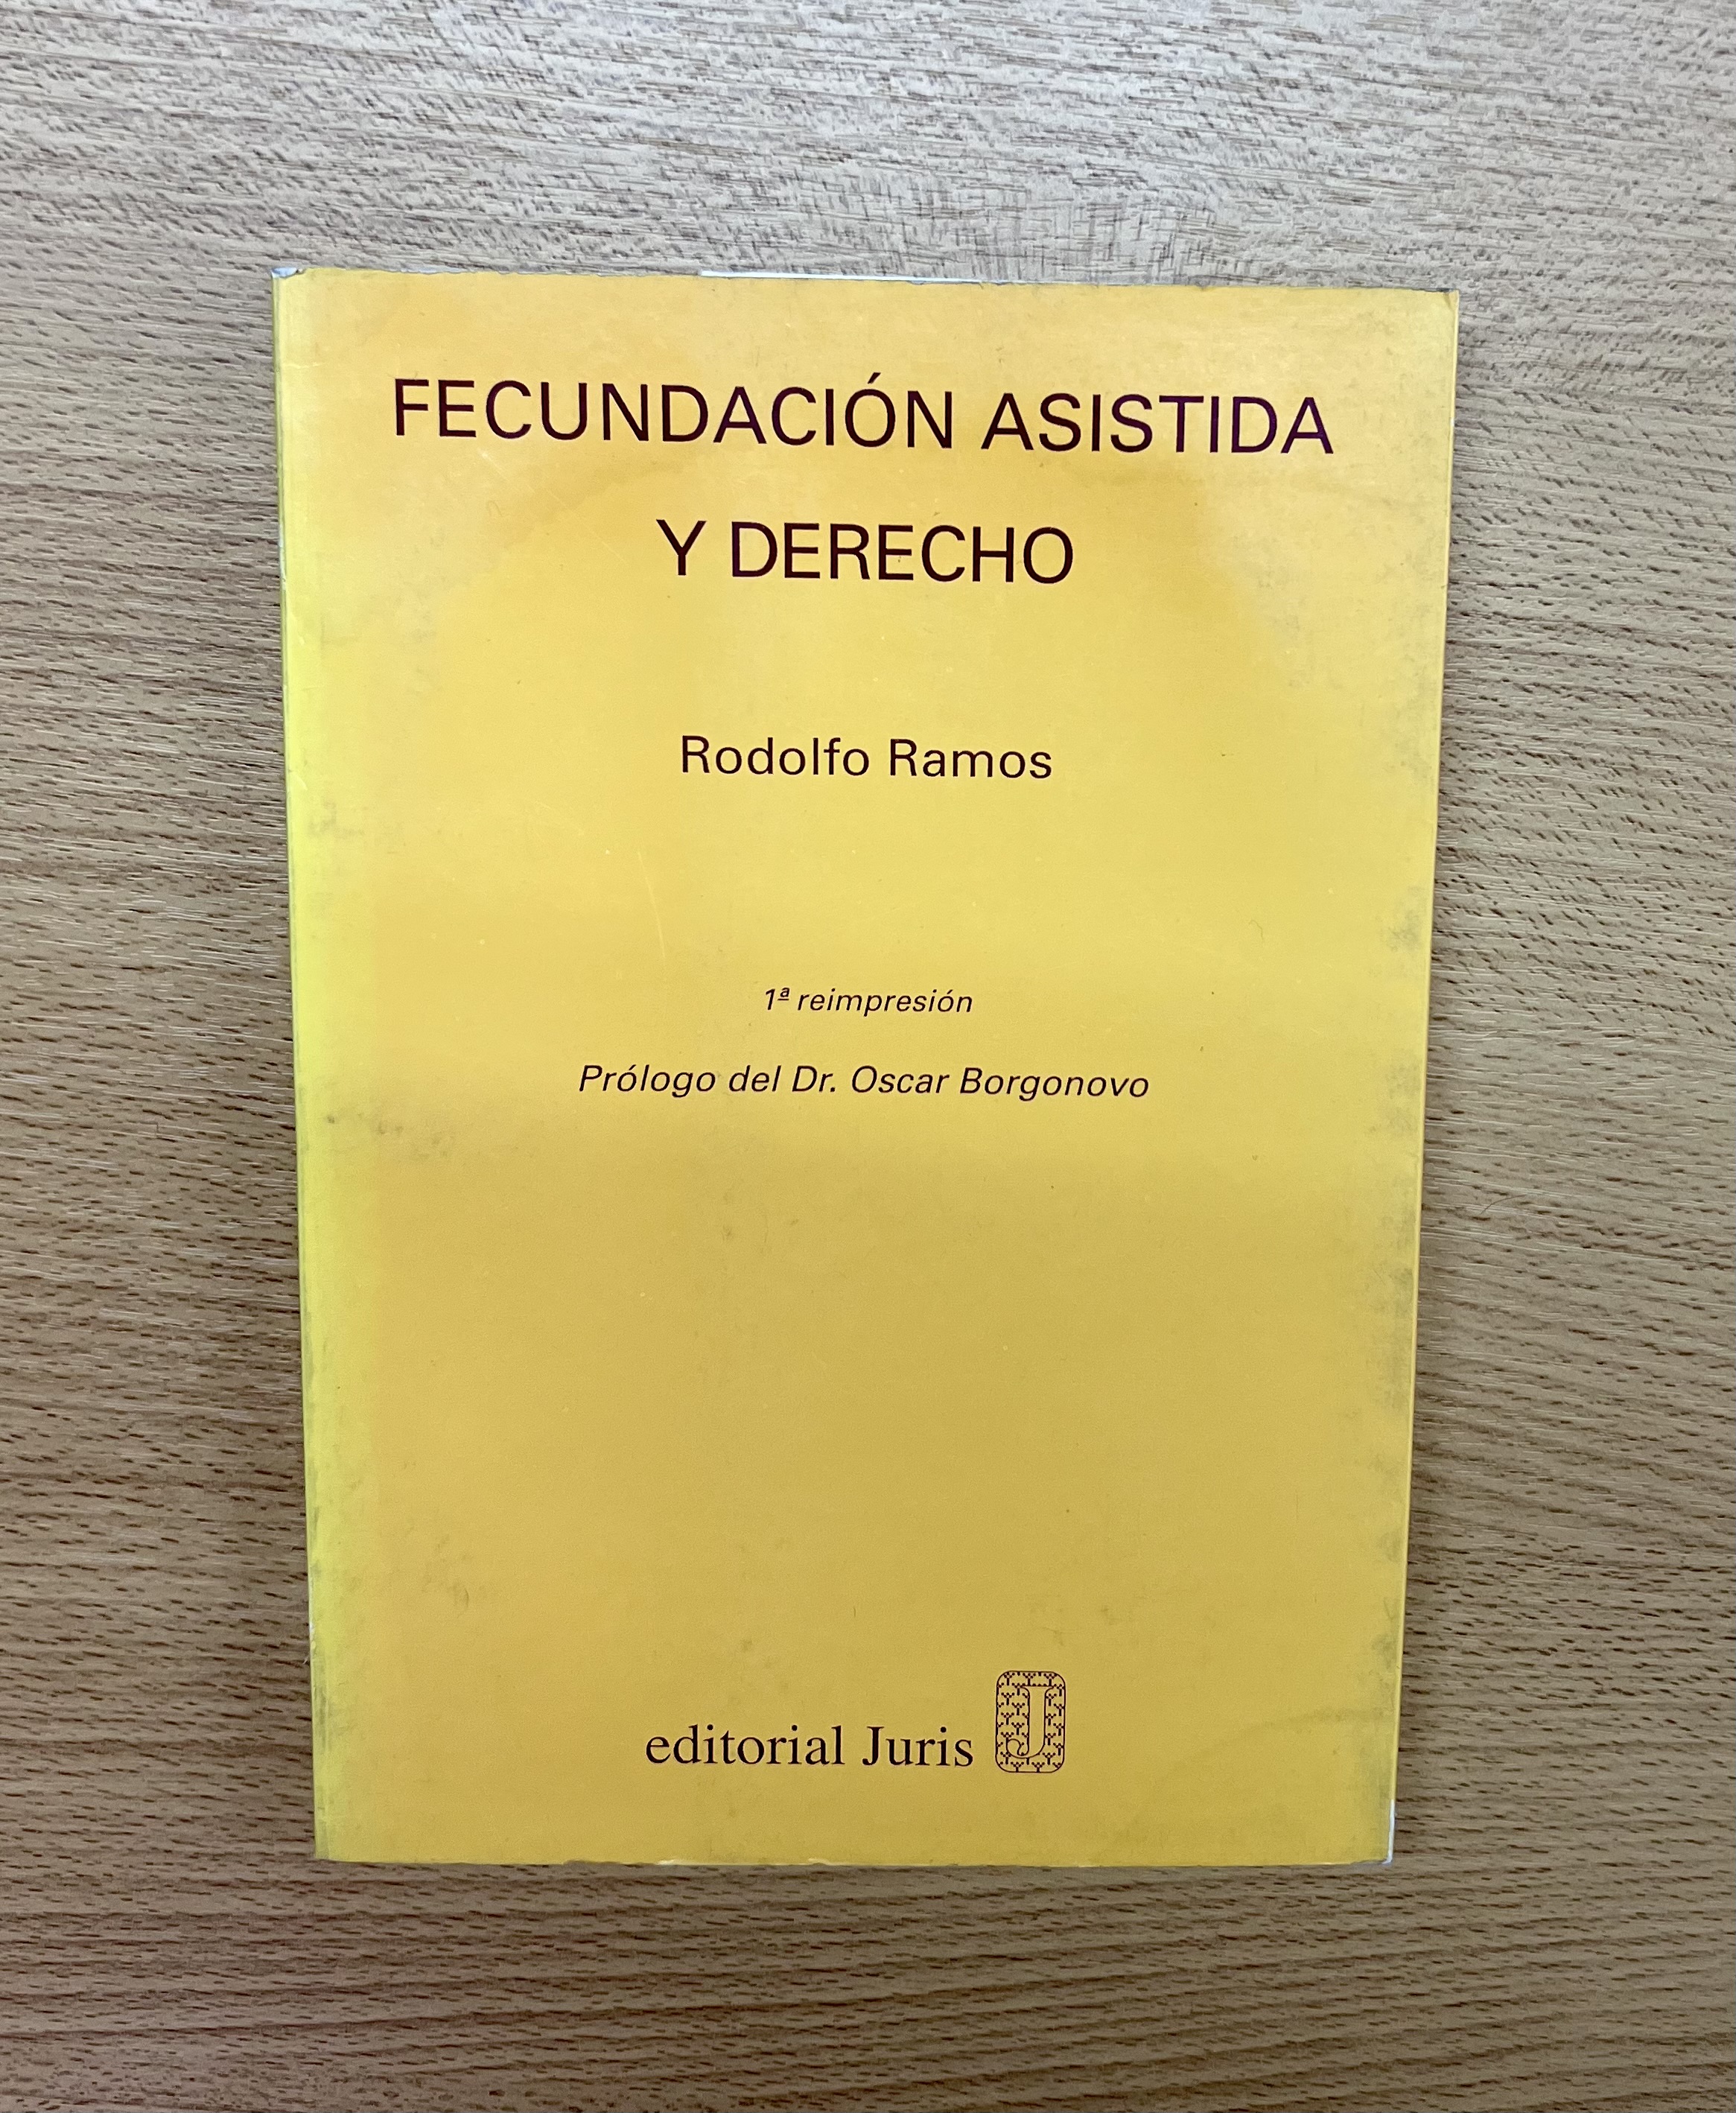 FECUNDACIÓN ASISTIDA
Y DERECHO
Rodolfo Ramos
1ª reimpresión
Prólogo del Dr. Oscar Borgonovo
editorial Juris J